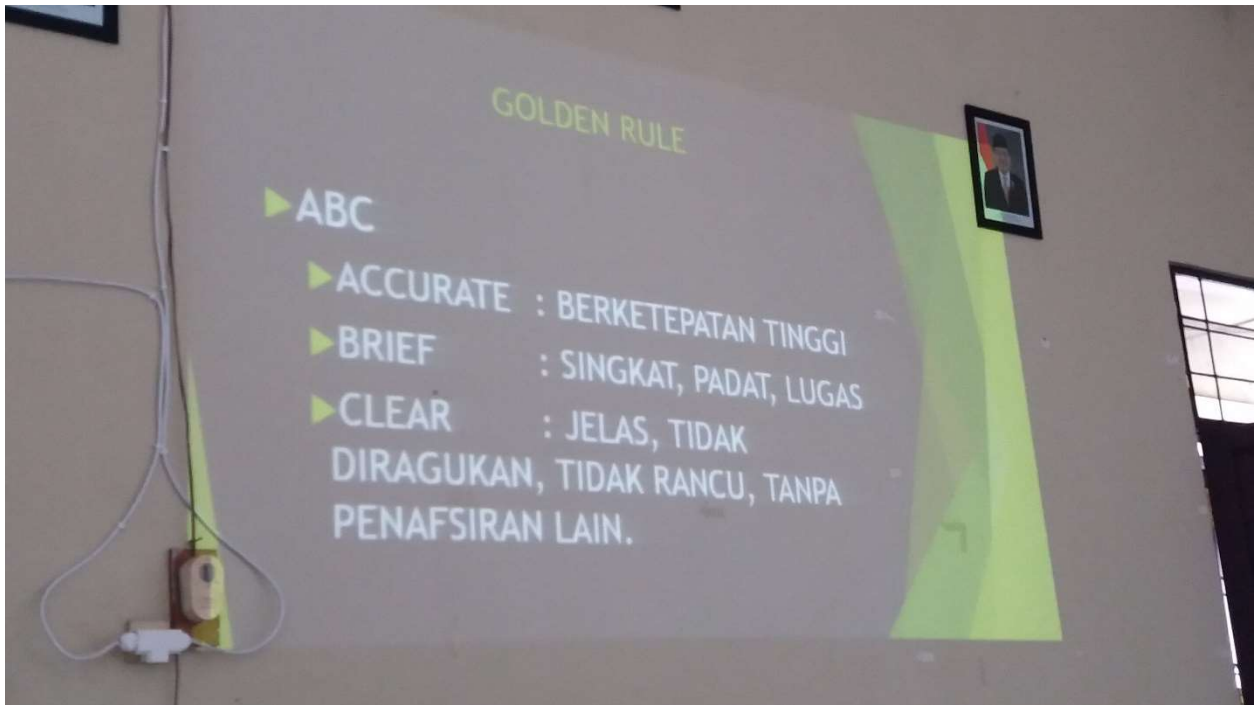 GOLDEN RULE
ABC
ACCURATE : BERKETEPATAN TINGGI
BRIEF : SINGKAT, PADAT, LUGAS
CLEAR : JELAS, TIDAK
DIRAGUKAN, TIDAK RANCU, TANPA
PENAFSIRAN LAIN.